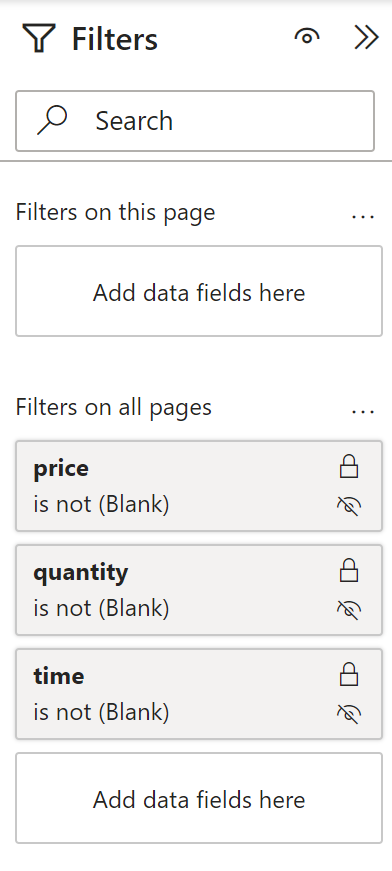 Filters
Search
Filters on this page
...
Add data fields here
Filters on all pages
...
price
is not (Blank)
quantity
is not (Blank)
time
is not (Blank)
Add data fields here